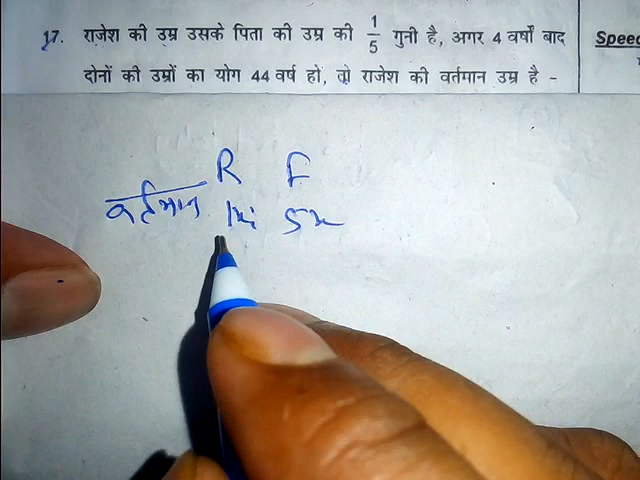 17. राजेश की उम्र उसके पिता की उम्र की 1/5 गुनी है, अगर 4 वर्षों बाद
दोनों की उम्रों का योग 44 वर्ष हो, तो राजेश की वर्तमान उम्र है -
Speed
R F
वर्तमान 1x: 5x